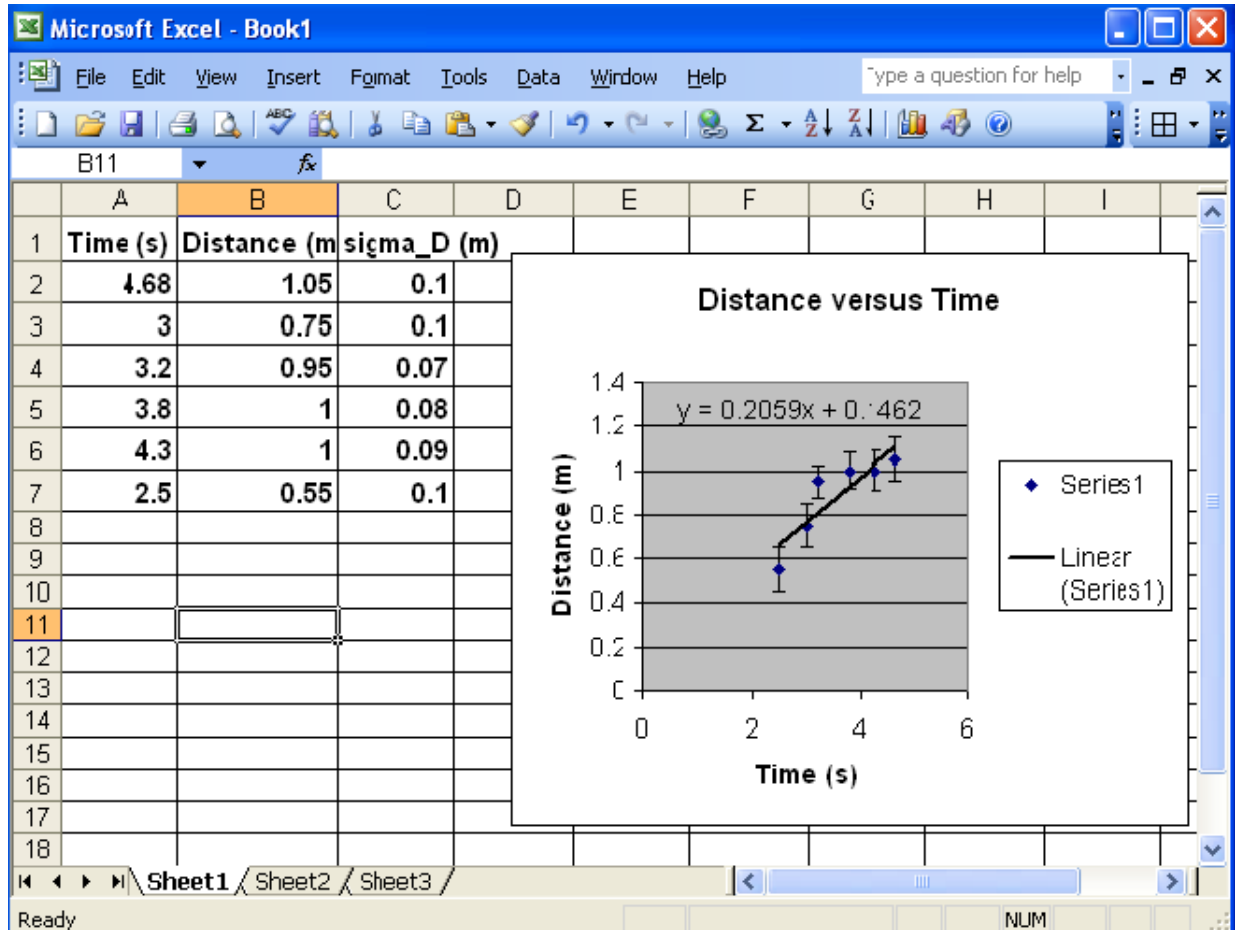 Microsoft Excel - Book1
File Edit View Insert Format Tools Data Window Help Type a question for help
B11 fx
A B C D E F G H I
1 Time (s) Distance (m sigma_D (m)
2 4.68 1.05 0.1
3 3 0.75 0.1
4 3.2 0.95 0.07
5 3.8 1 0.08
6 4.3 1 0.09
7 2.5 0.55 0.1
8
9
10
11
12
13
14
15
16
17
18
Distance versus Time
y = 0.2059x + 0.1462
1.4
1.2
1
0.8
0.6
0.4
0.2
0
Distance (m)
0 2 4 6
Time (s)
Series1
Linear
(Series1)
Sheet1 Sheet2 Sheet3
Ready NUM